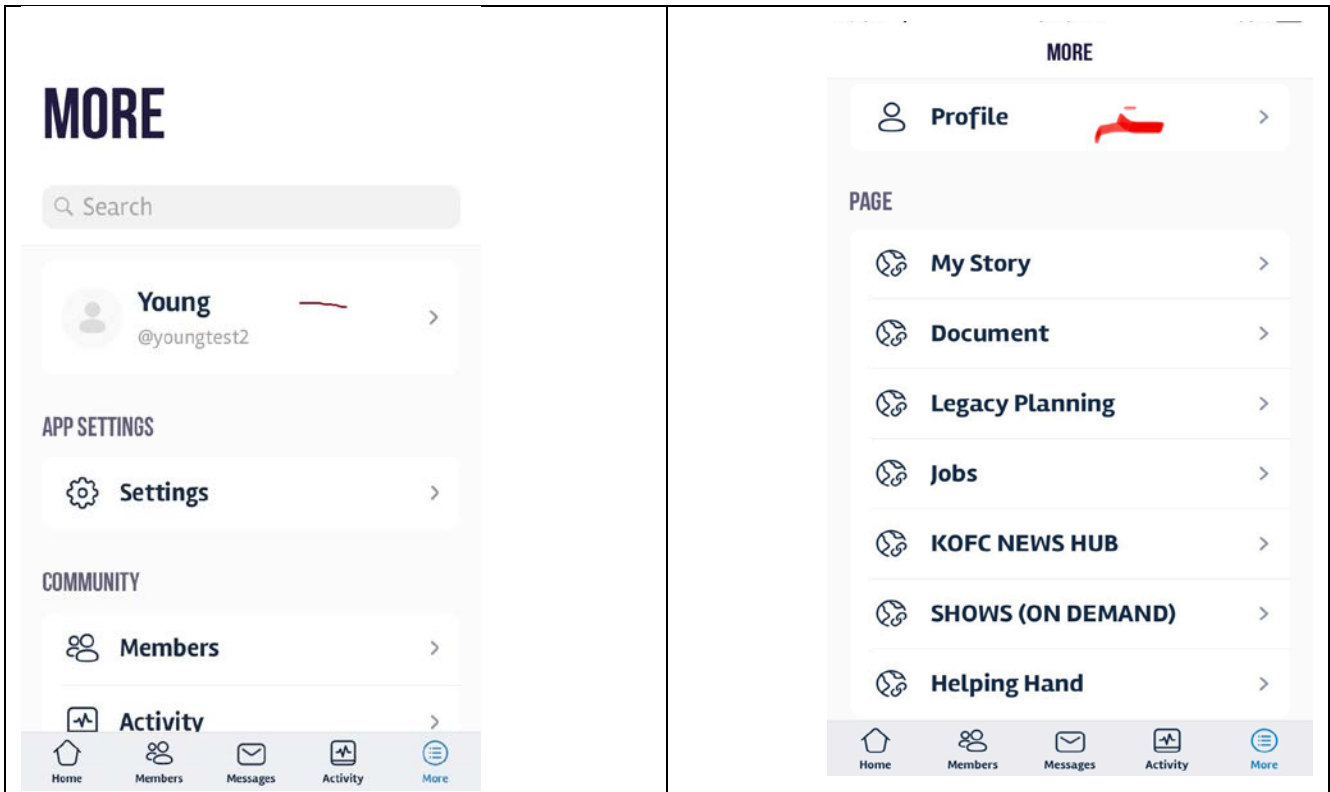 MORE
Search
Young
@youngtest2
APP SETTINGS
Settings
COMMUNITY
Members
Activity
Home Members Messages Activity More
MORE
Profile
PAGE
My Story
Document
Legacy Planning
Jobs
KOFC NEWS HUB
SHOWS (ON DEMAND)
Helping Hand
Home Members Messages Activity More